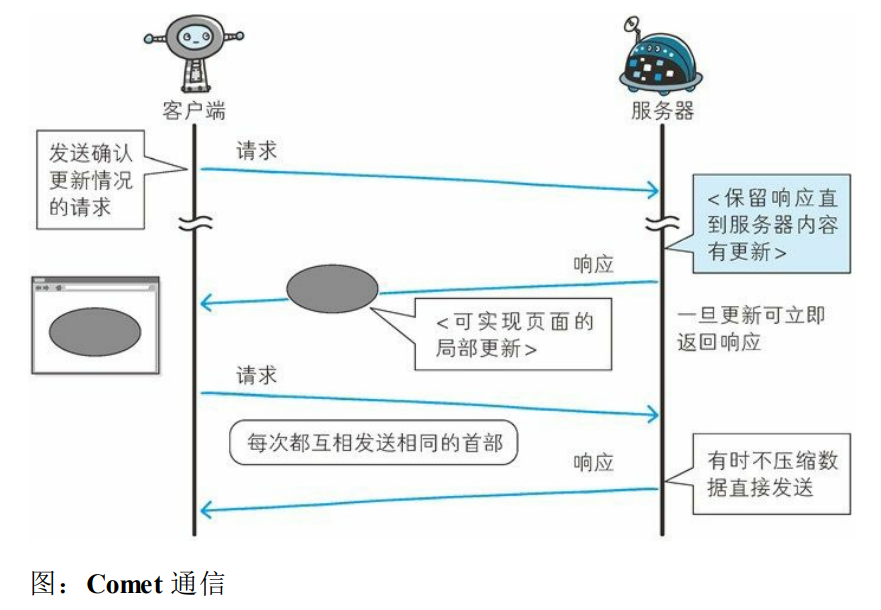 客户端
服务器
发送确认
更新情况
的请求
请求
<保留响应直
到服务器内容
有更新>
响应
<可实现页面的
局部更新>
一旦更新可立即
返回响应
请求
每次都互相发送相同的首部
响应
有时不压缩数
据直接发送
图：Comet 通信